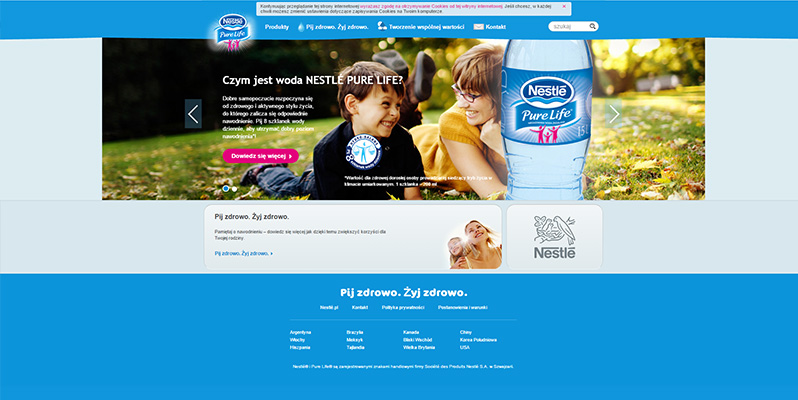 Kontynuując przeglądanie tej strony internetowej wyrażasz zgodę na otrzymywanie Cookies od tej witryny internetowej. Jeśli chcesz, w każdej
chwili możesz zmienić ustawienia dotyczące zapisywania Cookies na Twoim komputerze.
x
Nestlé
Pure Life
Produkty
Pij zdrowo. Żyj zdrowo.
Tworzenie wspólnej wartości
Kontakt
szukaj
Czym jest woda NESTLÉ PURE LIFE?
Dobre samopoczucie rozpoczyna się
od zdrowego i aktywnego stylu życia,
do którego zalicza się odpowiednie
nawodnienie. Pij 8 szklanek wody
dziennie, aby utrzymać dobry poziom
nawodnienia*!
Dowiedz się więcej
*Wartość dla zdrowej dorosłej osoby prowadzącej siedzący tryb życia w
klimacie umiarkowanym. 1 szklanka = 200 ml
Nestlé
Pure Life
1,5 L
Pij zdrowo. Żyj zdrowo.
Pamiętaj o nawodnieniu – dowiedz się więcej jak dzięki temu zwiększyć korzyści dla
Twojej rodziny.
Pij zdrowo. Żyj zdrowo.
Nestlé
Pij zdrowo. Żyj zdrowo.
Nestlé.pl Kontakt Polityka prywatności Postanowienia i warunki
Argentyna Brazylia Kanada Chiny
Włochy Meksyk Bliski Wschód Korea Południowa
Hiszpania Tajlandia Wielka Brytania USA
Nestlé® i Pure Life® są zarejestrowanymi znakami handlowymi firmy Société des Produits Nestlé S.A. w Szwajcarii